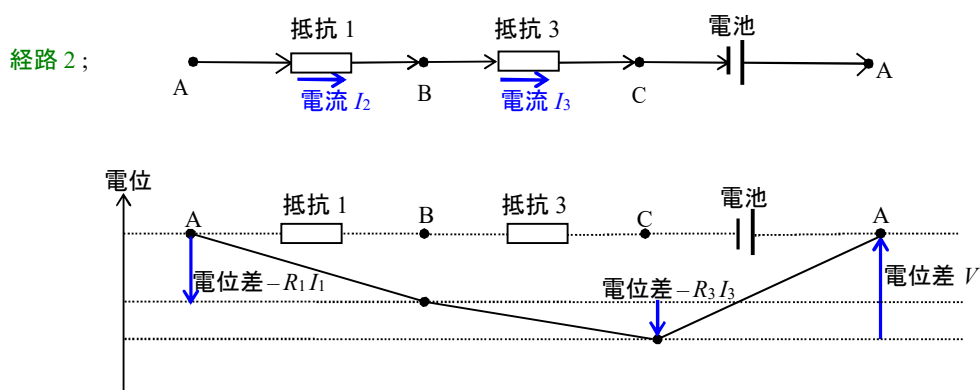 抵抗 1 抵抗 3 電池
経路 2 ;
A B C A
電流 I₂ 電流 I₃
電位
A 抵抗 1 B 抵抗 3 C 電池 A
電位差 −R₁I₁ 電位差 −R₃I₃ 電位差 V